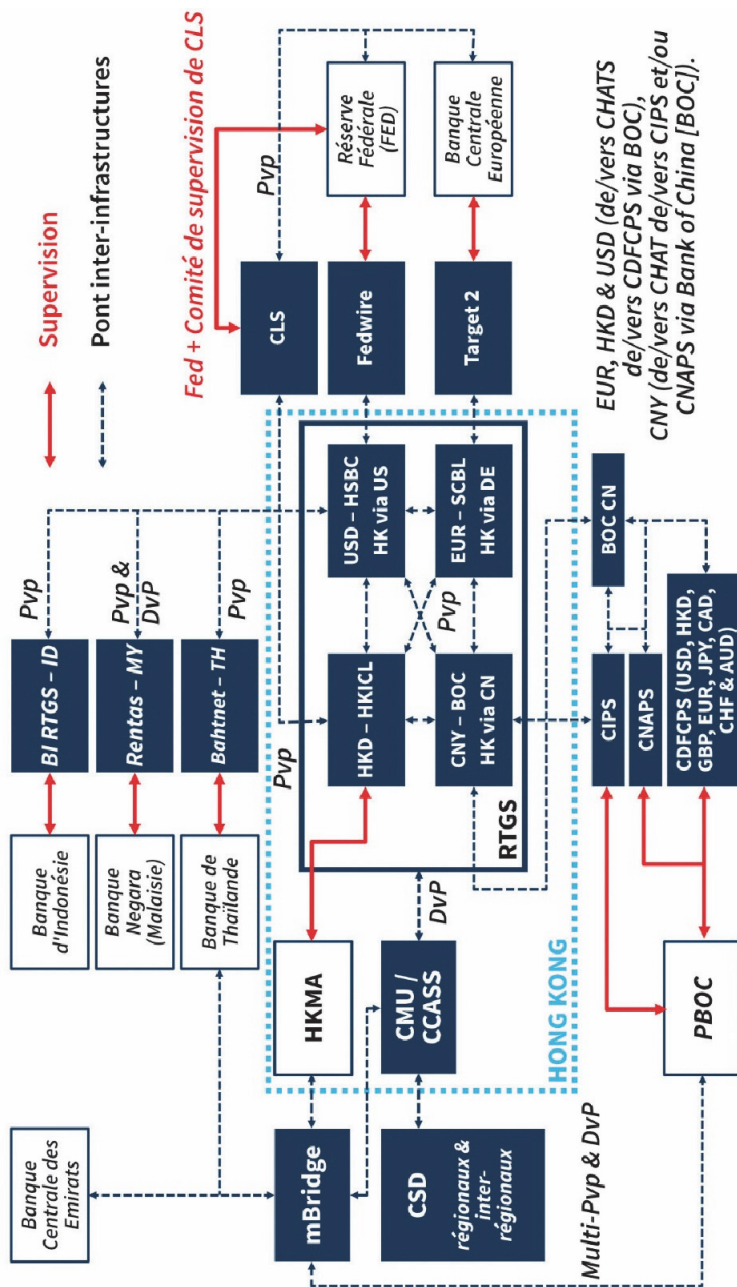 Supervision
Pont inter-infrastructures
Banque
Centrale des
Emirats
Banque
d'Indonésie
BI RTGS – ID
Pvp
Banque
Negara
(Malaisie)
Rentas – MY
Pvp &
DvP
Banque de
Thaïlande
Bahtnet – TH
Pvp
Fed + Comité de supervision de CLS
mBridge
HKMA
Pvp
HKD – HKICL
USD – HSBC
HK via US
CLS
Pvp
Fedwire
Réserve
Fédérale
(FED)
CSD
régionaux &
inter-
régionaux
CMU /
CCASS
DvP
Pvp
CNY – BOC
HK via CN
EUR – SCBL
HK via DE
Target 2
Banque
Centrale
Européenne
RTGS
HONG KONG
Multi-Pvp & DvP
PBOC
CIPS
CNAPS
CDFCPS (USD, HKD,
GBP, EUR, JPY, CAD,
CHF & AUD)
BOC CN
EUR, HKD & USD (de/vers CHATS
de/vers CDFCPS via BOC),
CNY (de/vers CHAT de/vers CIPS et/ou
CNAPS via Bank of China [BOC]).